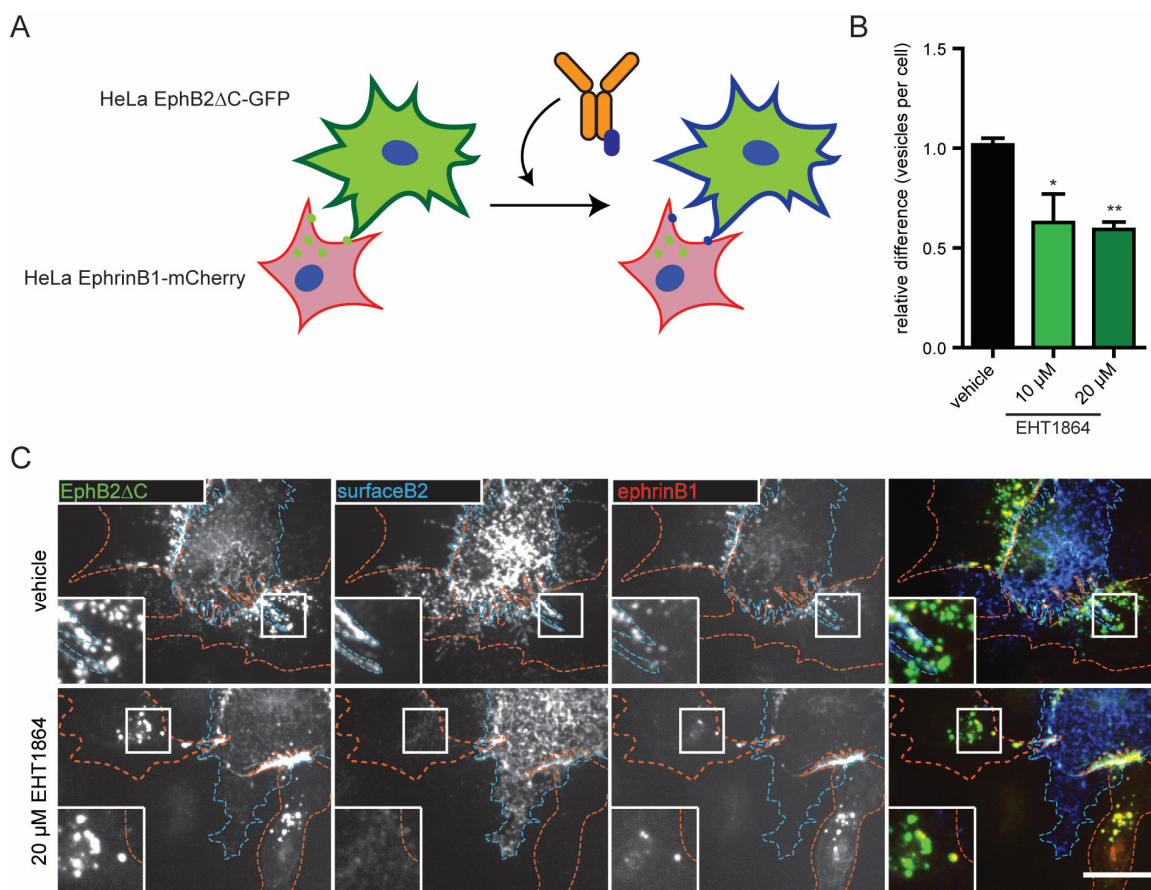 A
HeLa EphB2ΔC-GFP
HeLa EphrinB1-mCherry
B
relative difference (vesicles per cell)
1.5
1.0
0.5
0.0
*
**
vehicle
10 µM
20 µM
EHT1864
C
EphB2ΔC
surfaceB2
ephrinB1
vehicle
20 µM EHT1864